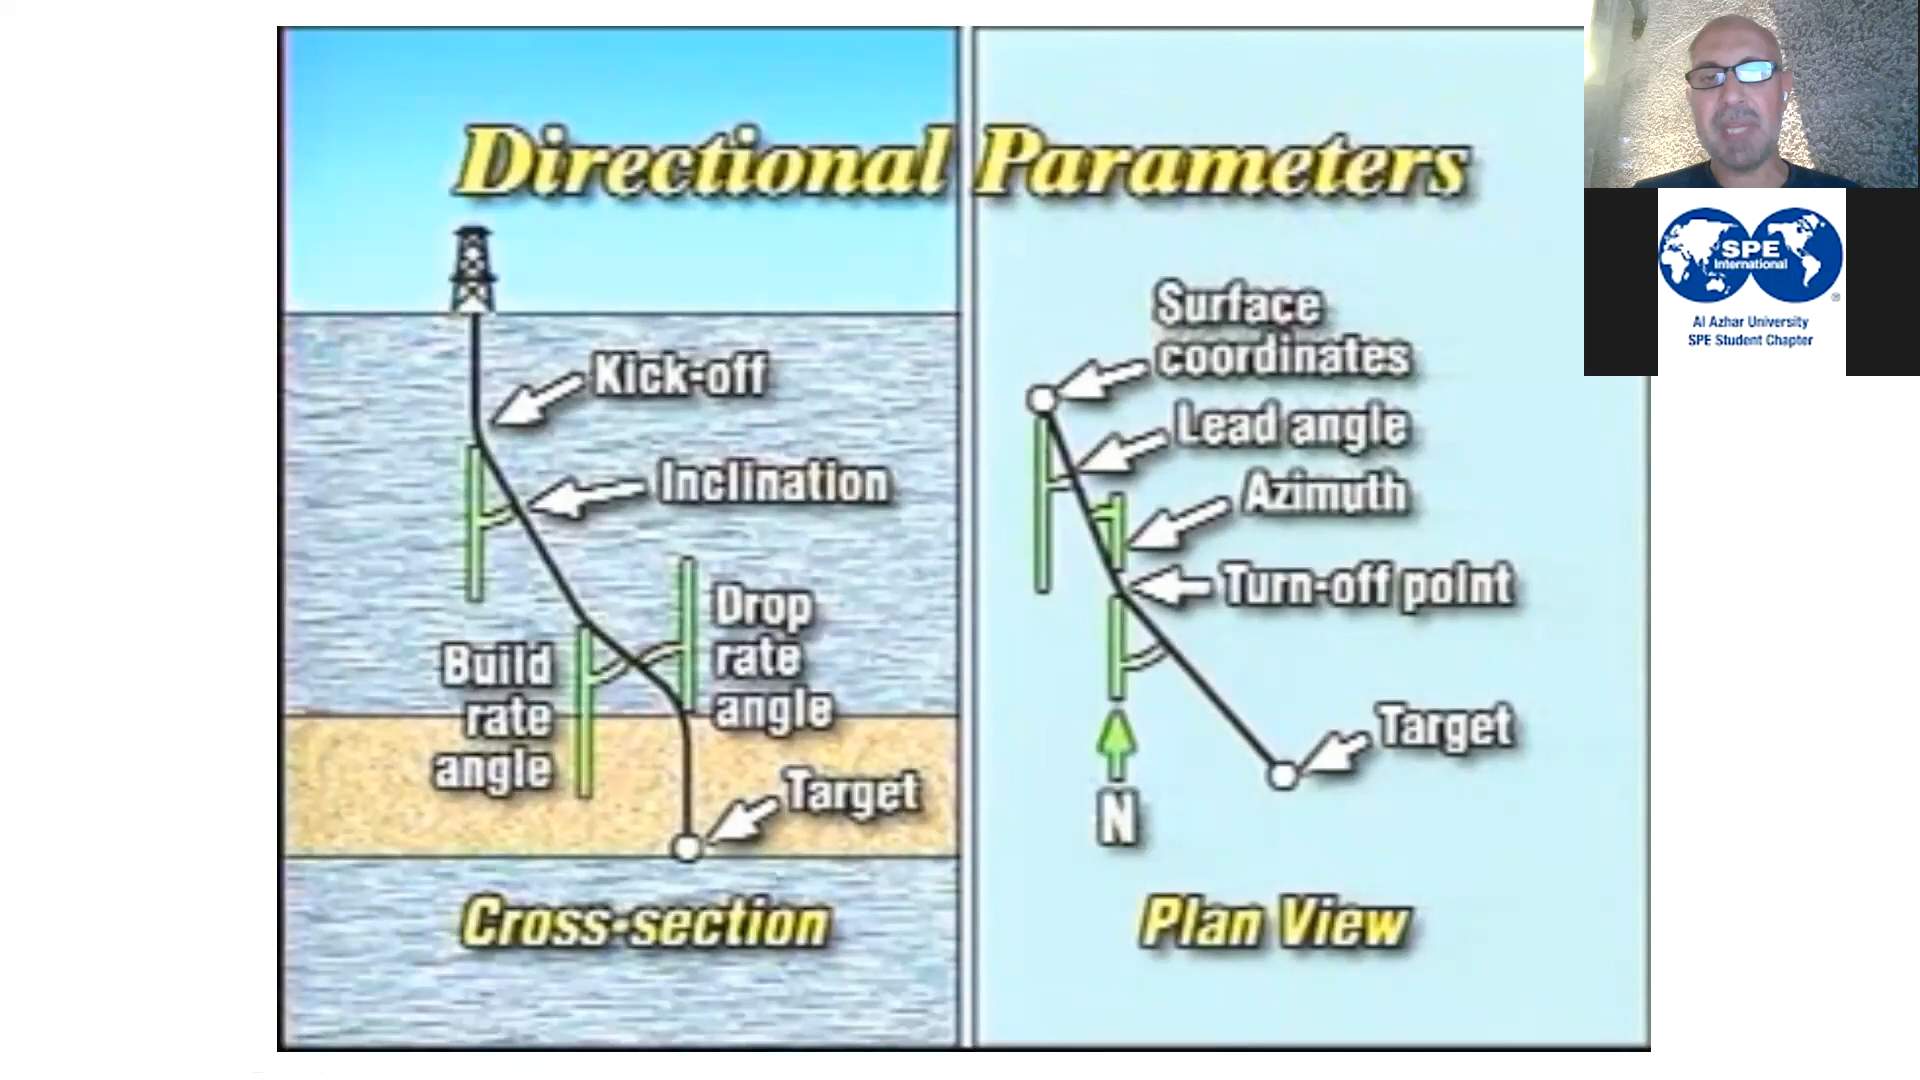 Directional Parameters
Kick-off
Inclination
Drop
rate
angle
Build
rate
angle
Target
Cross-section
Surface
coordinates
Lead angle
Azimuth
Turn-off point
Target
N
Plan View
SPE
International
®
Al Azhar University
SPE Student Chapter